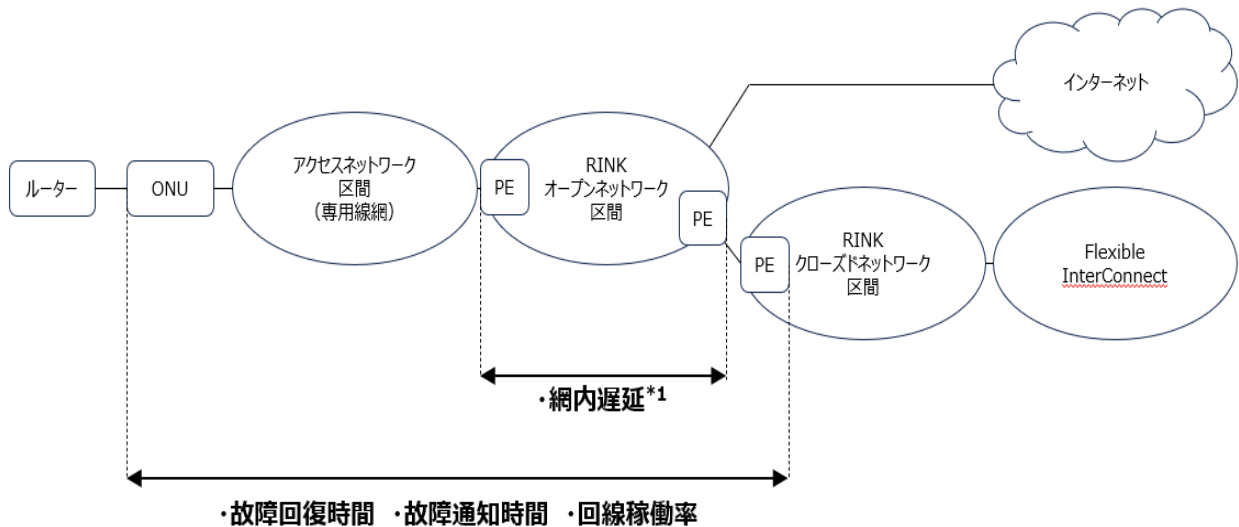 インターネット
ルーター
ONU
アクセスネットワーク
区間
(専用線網)
PE
RINK
オープンネットワーク
区間
PE
PE
RINK
クローズドネットワーク
区間
Flexible
InterConnect
・網内遅延*1
・故障回復時間 ・故障通知時間 ・回線稼働率